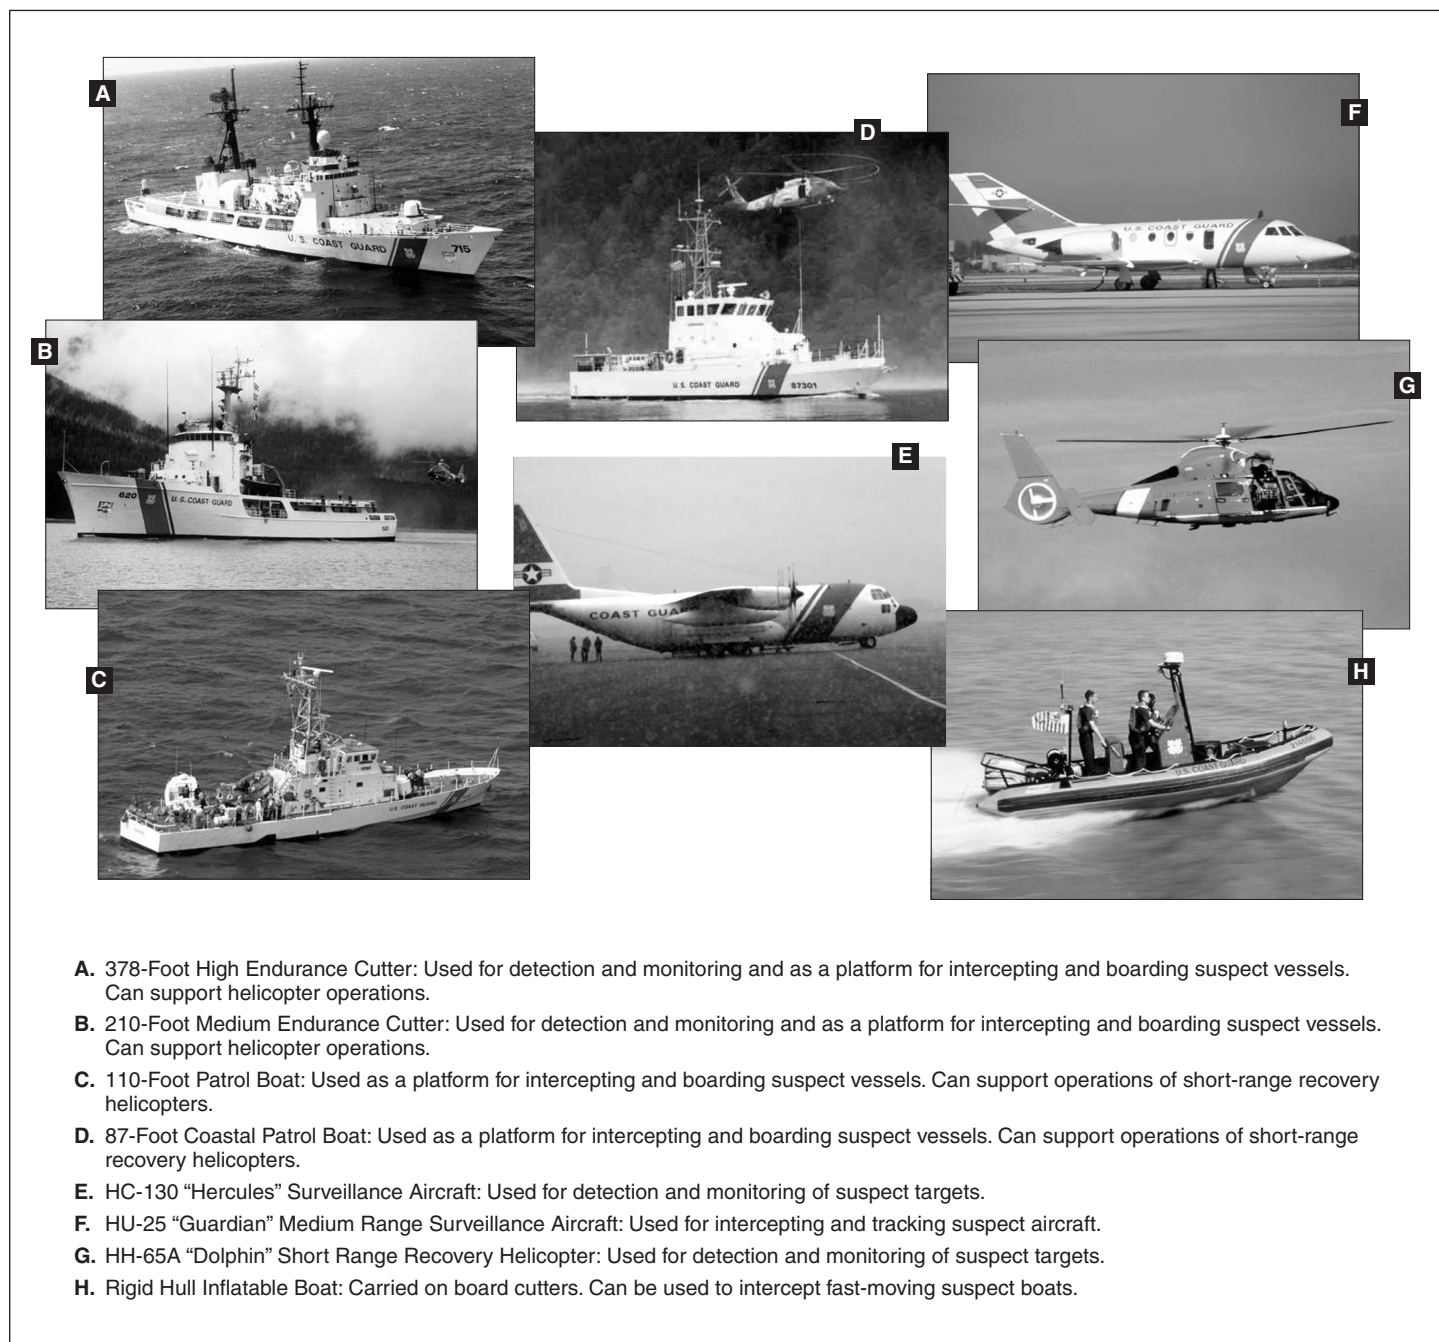 A
U. S. COAST GUARD
715
D
U. S. COAST GUARD
87301
F
U. S. COAST GUARD
B
620
U. S. COAST GUARD
G
E
COAST GUA
C
U. S. COAST GUARD
H
U. S. COAST GUARD
A. 378-Foot High Endurance Cutter: Used for detection and monitoring and as a platform for intercepting and boarding suspect vessels.
Can support helicopter operations.
B. 210-Foot Medium Endurance Cutter: Used for detection and monitoring and as a platform for intercepting and boarding suspect vessels.
Can support helicopter operations.
C. 110-Foot Patrol Boat: Used as a platform for intercepting and boarding suspect vessels. Can support operations of short-range recovery
helicopters.
D. 87-Foot Coastal Patrol Boat: Used as a platform for intercepting and boarding suspect vessels. Can support operations of short-range
recovery helicopters.
E. HC-130 “Hercules” Surveillance Aircraft: Used for detection and monitoring of suspect targets.
F. HU-25 “Guardian” Medium Range Surveillance Aircraft: Used for intercepting and tracking suspect aircraft.
G. HH-65A “Dolphin” Short Range Recovery Helicopter: Used for detection and monitoring of suspect targets.
H. Rigid Hull Inflatable Boat: Carried on board cutters. Can be used to intercept fast-moving suspect boats.